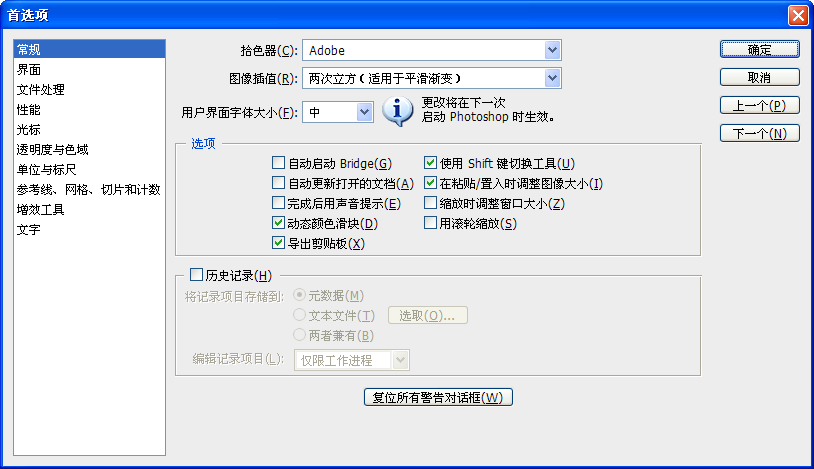 首选项
常规
界面
文件处理
性能
光标
透明度与色域
单位与标尺
参考线、网格、切片和计数
增效工具
文字
拾色器(C): Adobe
图像插值(R): 两次立方（适用于平滑渐变）
用户界面字体大小(F): 中
更改将在下一次
启动 Photoshop 时生效。
选项
自动启动 Bridge(G)
自动更新打开的文档(A)
完成后用声音提示(E)
动态颜色滑块(D)
导出剪贴板(X)
使用 Shift 键切换工具(U)
在粘贴/置入时调整图像大小(I)
缩放时调整窗口大小(Z)
用滚轮缩放(S)
历史记录(H)
将记录项目存储到: 元数据(M)
文本文件(T) 选取(O)...
两者兼有(B)
编辑记录项目(L): 仅限工作进程
复位所有警告对话框(W)
确定
取消
上一个(P)
下一个(N)